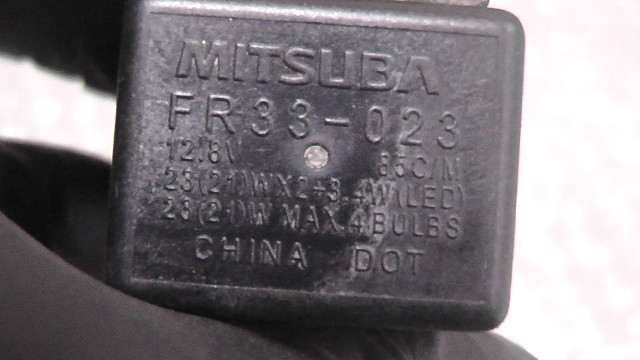 MITSUBA
FR33-023
12.8V 85C/M
23(21)WX2+3.4W(LED)
23(21)W MAX.4 BULBS
CHINA DOT